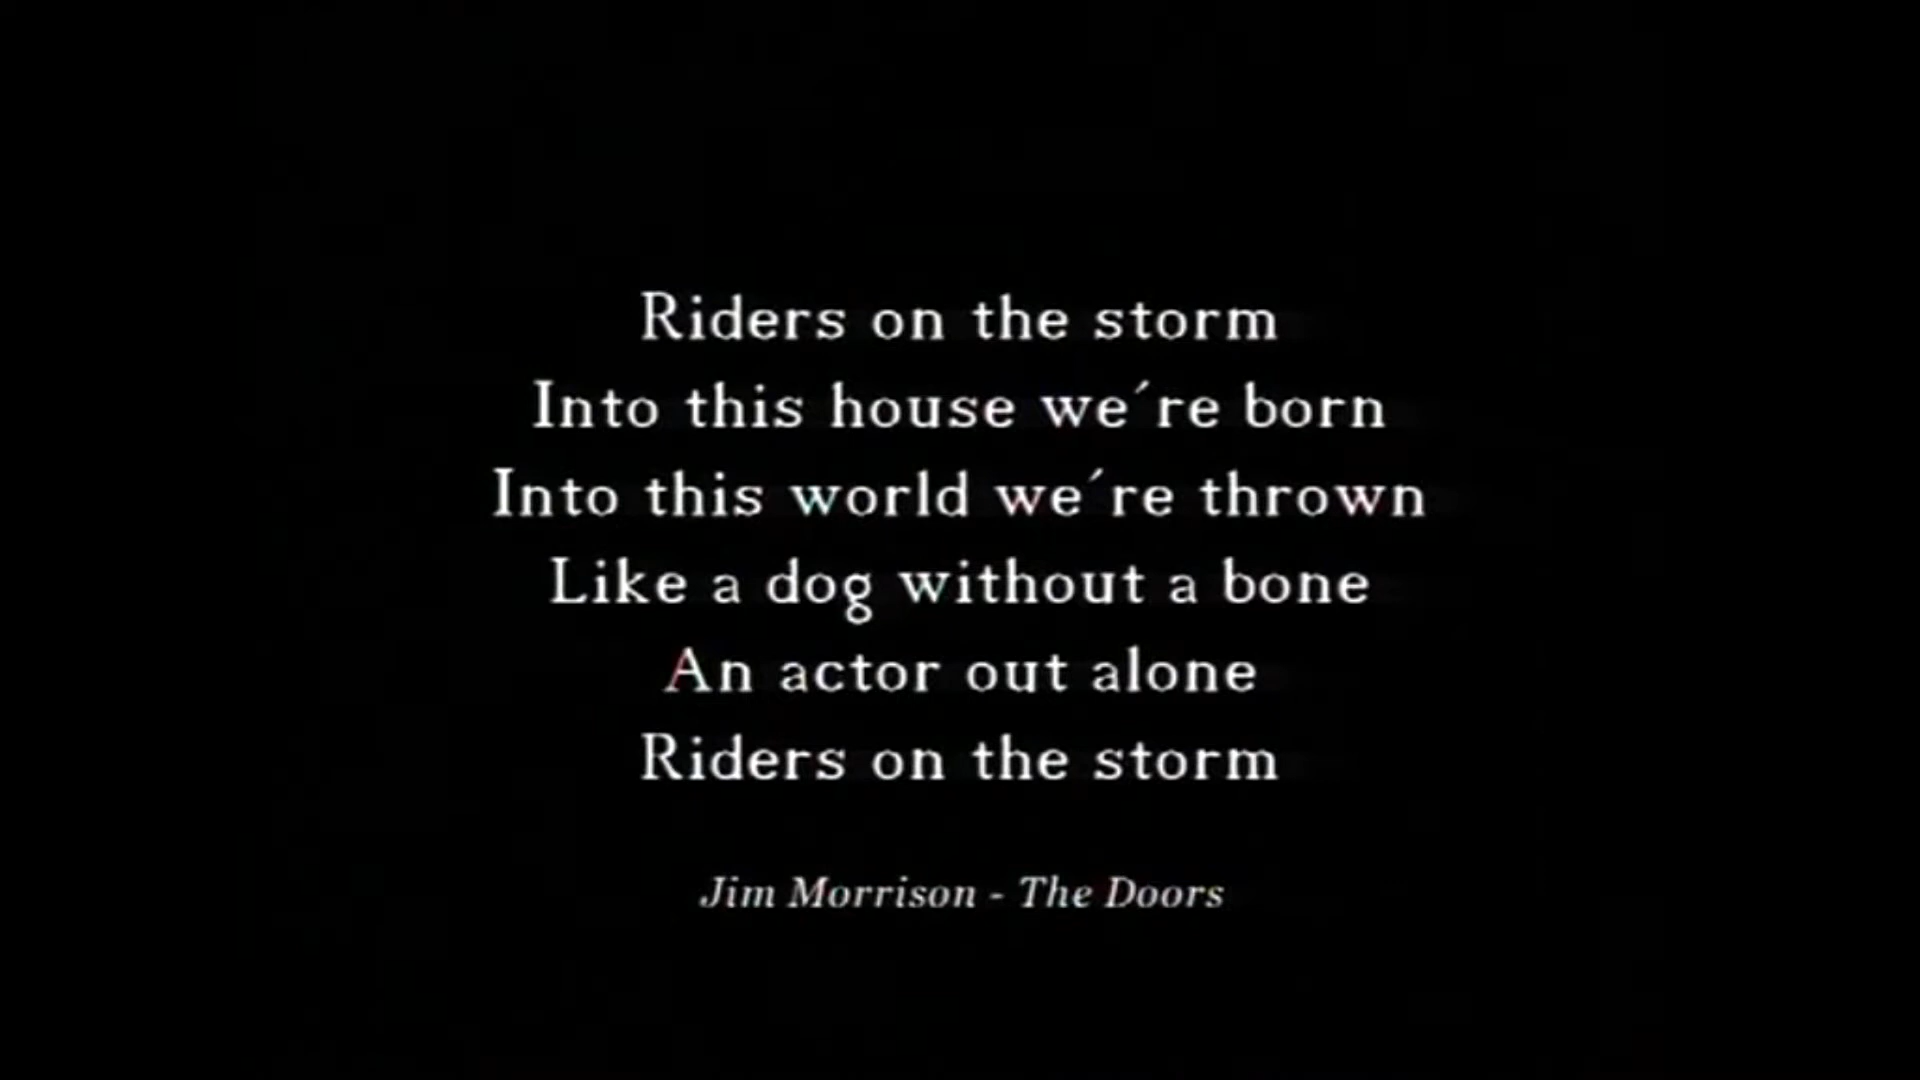 Riders on the storm
Into this house we´re born
Into this world we´re thrown
Like a dog without a bone
An actor out alone
Riders on the storm
Jim Morrison - The Doors